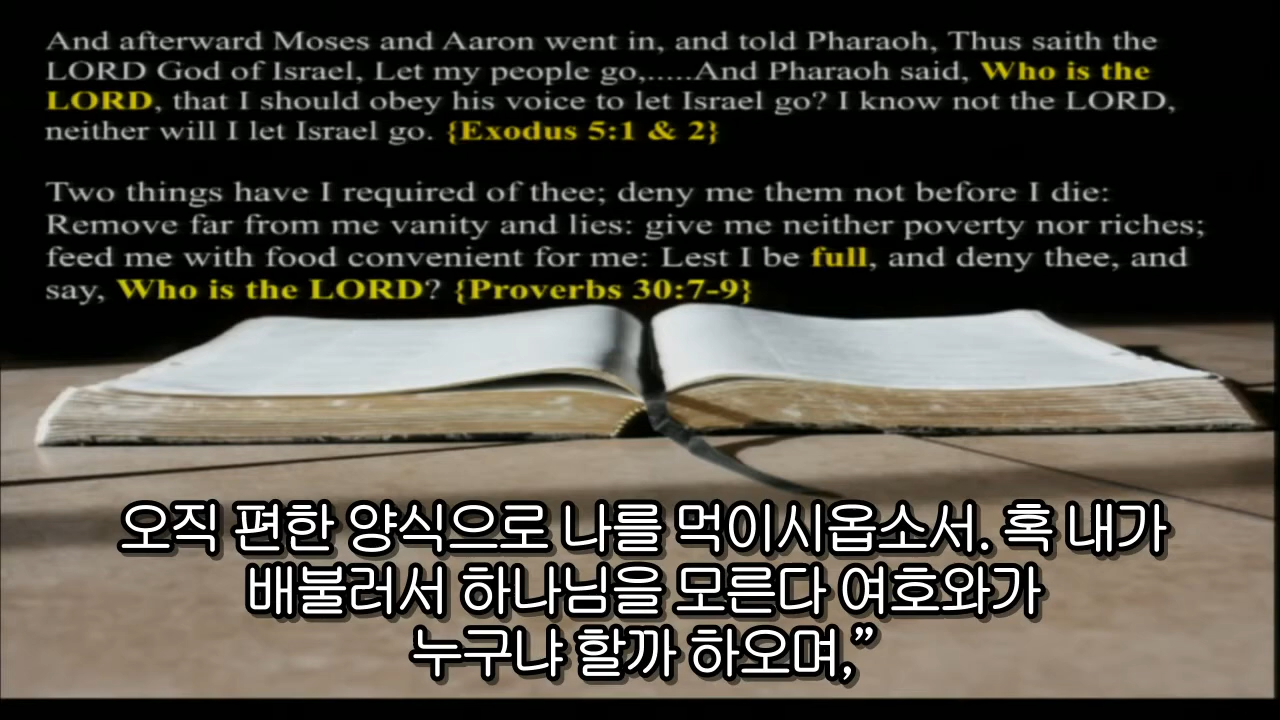 And afterward Moses and Aaron went in, and told Pharaoh, Thus saith the
LORD God of Israel, Let my people go,.....And Pharaoh said, Who is the
LORD, that I should obey his voice to let Israel go? I know not the LORD,
neither will I let Israel go. {Exodus 5:1 & 2}
Two things have I required of thee; deny me them not before I die:
Remove far from me vanity and lies: give me neither poverty nor riches;
feed me with food convenient for me: Lest I be full, and deny thee, and
say, Who is the LORD? {Proverbs 30:7-9}
오직 편한 양식으로 나를 먹이시옵소서. 혹 내가
배불러서 하나님을 모른다 여호와가
누구냐 할까 하오며,”